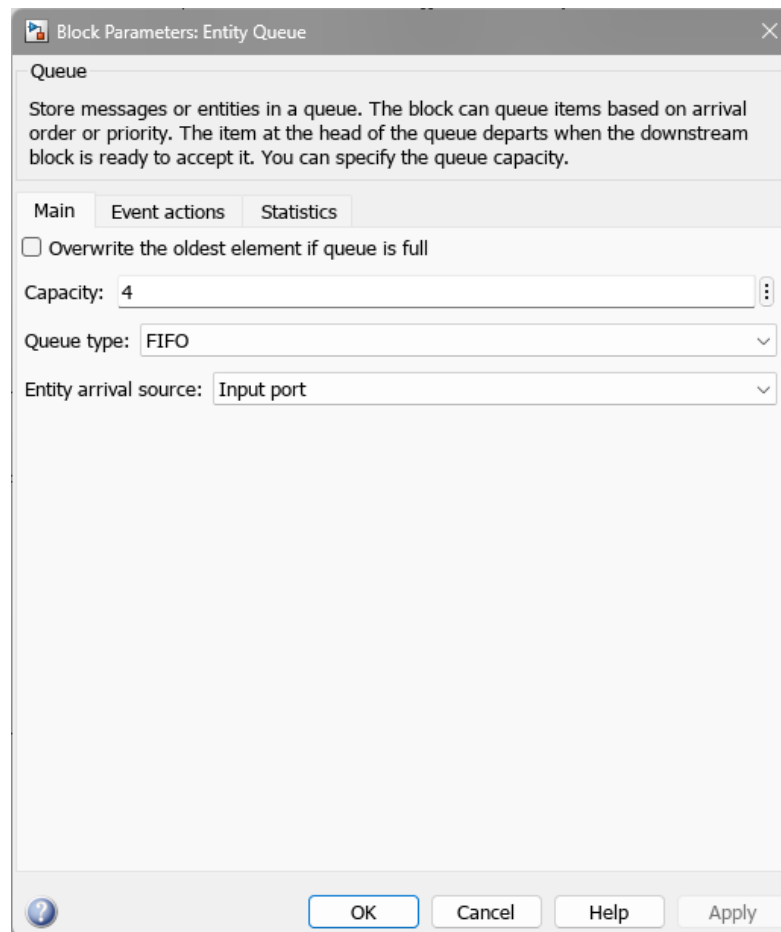 Block Parameters: Entity Queue
Queue
Store messages or entities in a queue. The block can queue items based on arrival
order or priority. The item at the head of the queue departs when the downstream
block is ready to accept it. You can specify the queue capacity.
Main Event actions Statistics
Overwrite the oldest element if queue is full
Capacity: 4
Queue type: FIFO
Entity arrival source: Input port
OK Cancel Help Apply